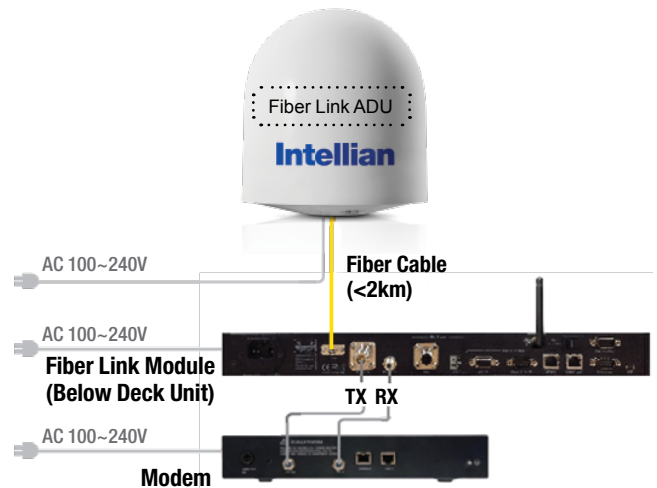 Fiber Link ADU
Intellian
AC 100~240V
Fiber Cable
(<2km)
AC 100~240V
Fiber Link Module
(Below Deck Unit)
TX RX
AC 100~240V
Modem